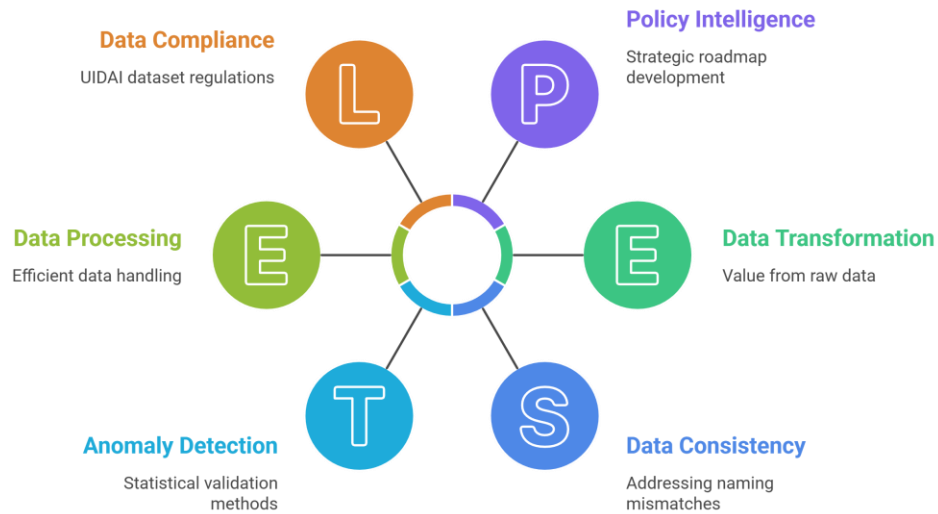 Policy Intelligence
Strategic roadmap
development
P
Data Transformation
Value from raw data
E
Data Consistency
Addressing naming
mismatches
S
Anomaly Detection
Statistical validation
methods
T
Data Processing
Efficient data handling
E
Data Compliance
UIDAI dataset regulations
L